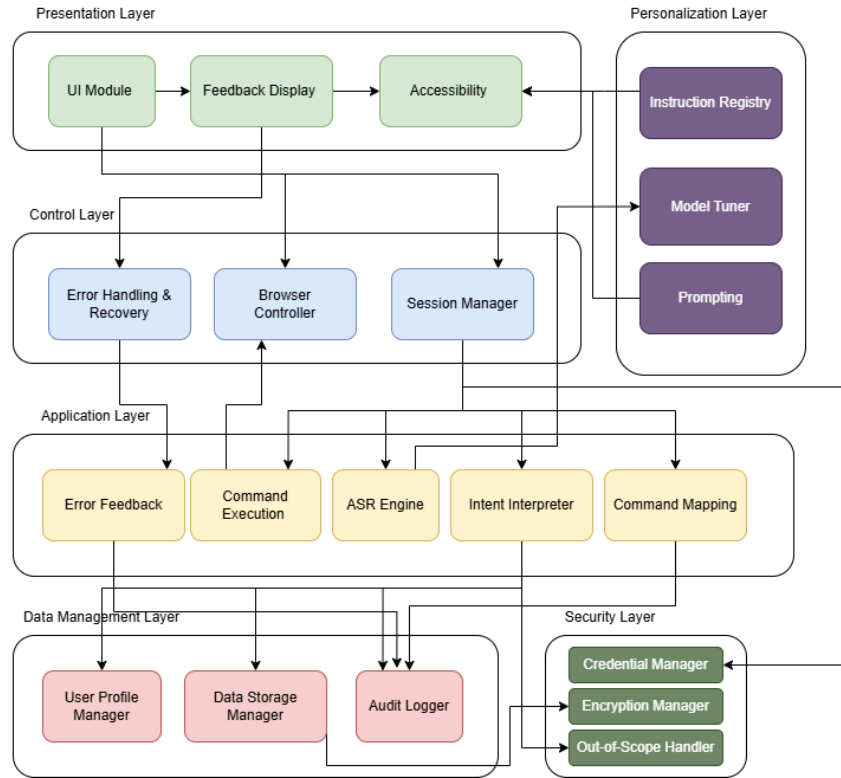 Presentation Layer
Personalization Layer
UI Module
Feedback Display
Accessibility
Instruction Registry
Model Tuner
Control Layer
Error Handling &
Recovery
Browser
Controller
Session Manager
Prompting
Application Layer
Error Feedback
Command
Execution
ASR Engine
Intent Interpreter
Command Mapping
Data Management Layer
Security Layer
User Profile
Manager
Data Storage
Manager
Audit Logger
Credential Manager
Encryption Manager
Out-of-Scope Handler